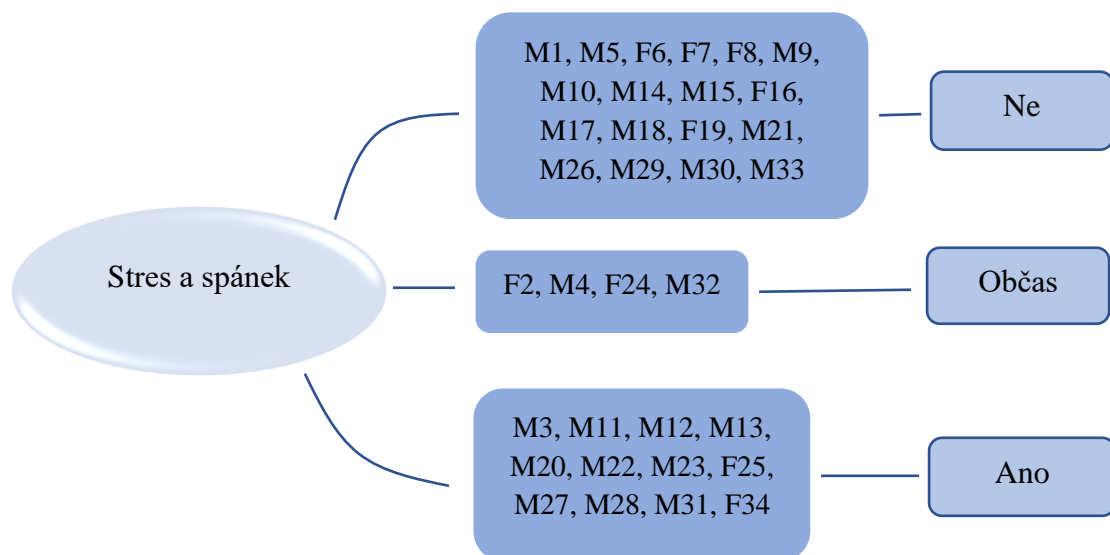 M1, M5, F6, F7, F8, M9,
M10, M14, M15, F16,
M17, M18, F19, M21,
M26, M29, M30, M33
Ne
Stres a spánek
F2, M4, F24, M32
Občas
M3, M11, M12, M13,
M20, M22, M23, F25,
M27, M28, M31, F34
Ano